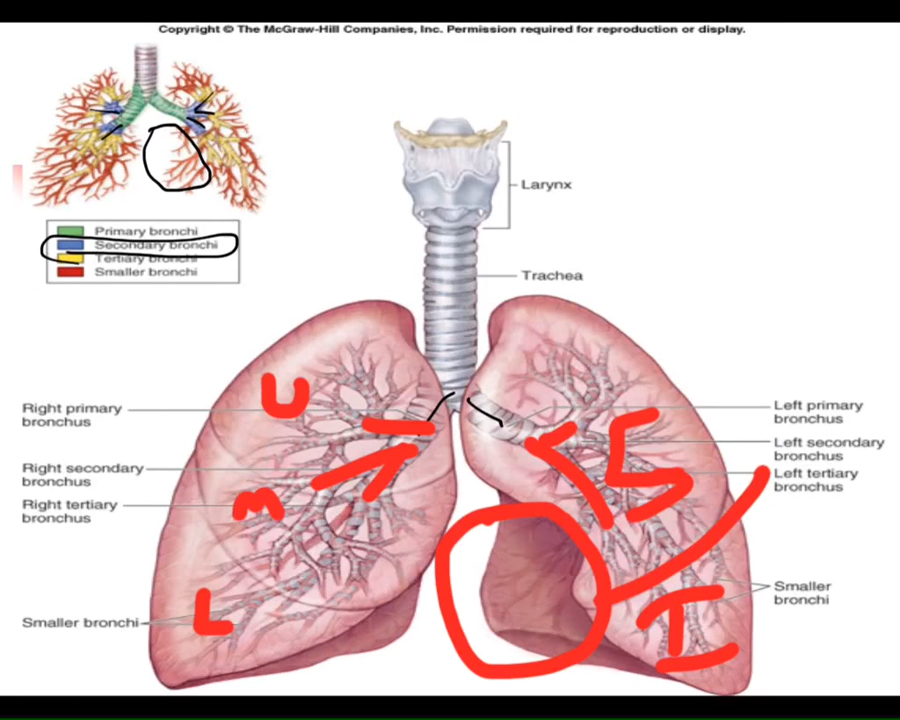 Copyright © The McGraw-Hill Companies, Inc. Permission required for reproduction or display.
Primary bronchi
Secondary bronchi
Tertiary bronchi
Smaller bronchi
Larynx
Trachea
U
M
L
S
I
Right primary
bronchus
Right secondary
bronchus
Right tertiary
bronchus
Smaller bronchi
Left primary
bronchus
Left secondary
bronchus
Left tertiary
bronchus
Smaller
bronchi